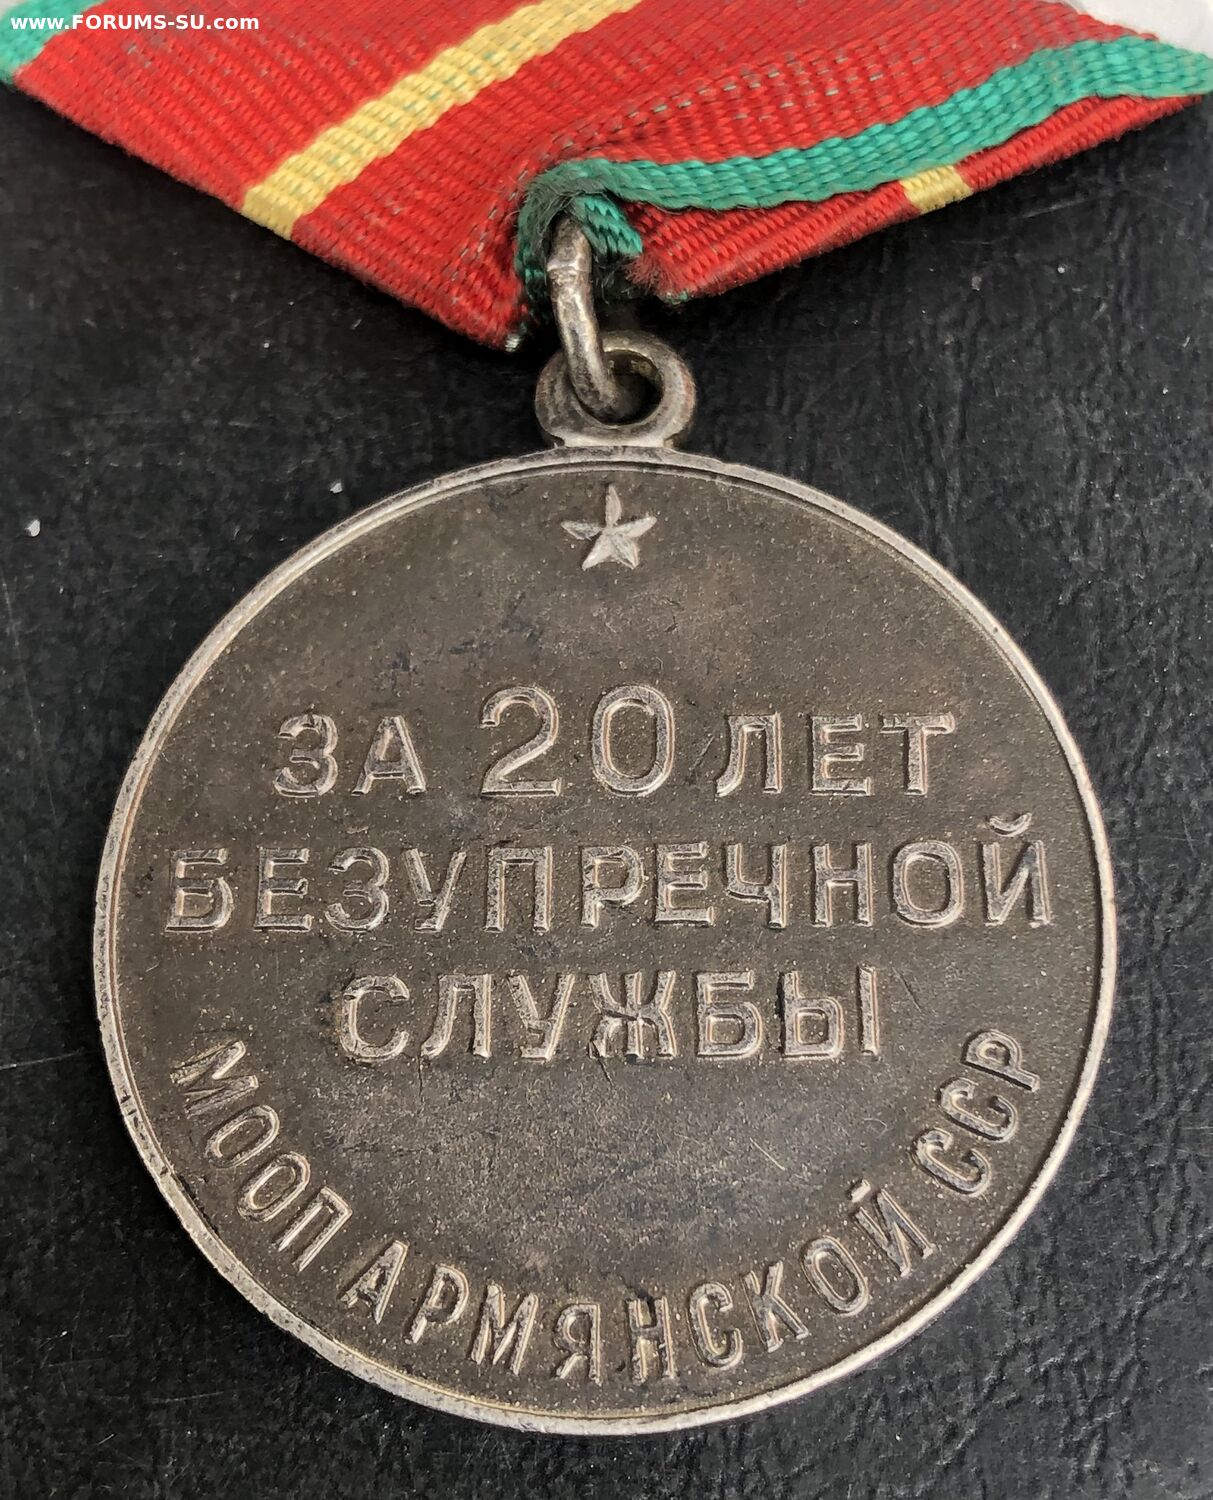 www.FORUMS-SU.com
ЗА 20 ЛЕТ
БЕЗУПРЕЧНОЙ
СЛУЖБЫ
МООП АРМЯНСКОЙ ССР